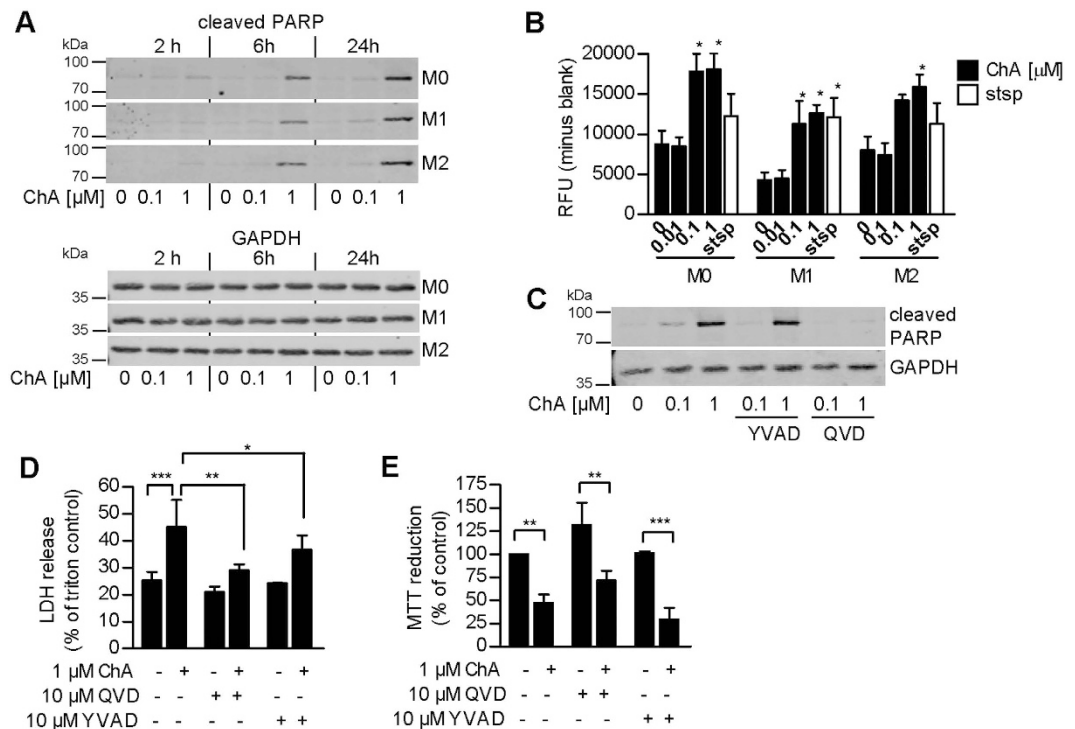 A
cleaved PARP
kDa
2 h 6h 24h
100
70
M0
100
70
M1
100
70
M2
ChA [µM] 0 0.1 1 0 0.1 1 0 0.1 1
GAPDH
kDa
2 h 6h 24h
35
M0
35
M1
35
M2
ChA [µM] 0 0.1 1 0 0.1 1 0 0.1 1
B
RFU (minus blank)
20000
15000
10000
5000
0
* * * * * *
ChA [µM]
stsp
0 0.01 0.1 1 stsp 0 0.01 0.1 1 stsp 0 0.1 0.1 1 stsp
M0 M1 M2
C
kDa
100
70
cleaved
PARP
35
GAPDH
ChA [µM] 0 0.1 1 0.1 1 0.1 1
YVAD QVD
D
LDH release
(% of triton control)
60
50
40
30
20
10
0
*** ** *
1 µM ChA - + - + - +
10 µM QVD - - + + - -
10 µM YVAD - - - - + +
E
MTT reduction
(% of control)
175
150
125
100
75
50
25
0
** ** ***
1 µM ChA - + - + - +
10 µM QVD - - + + - -
10 µM YVAD - - - - + +